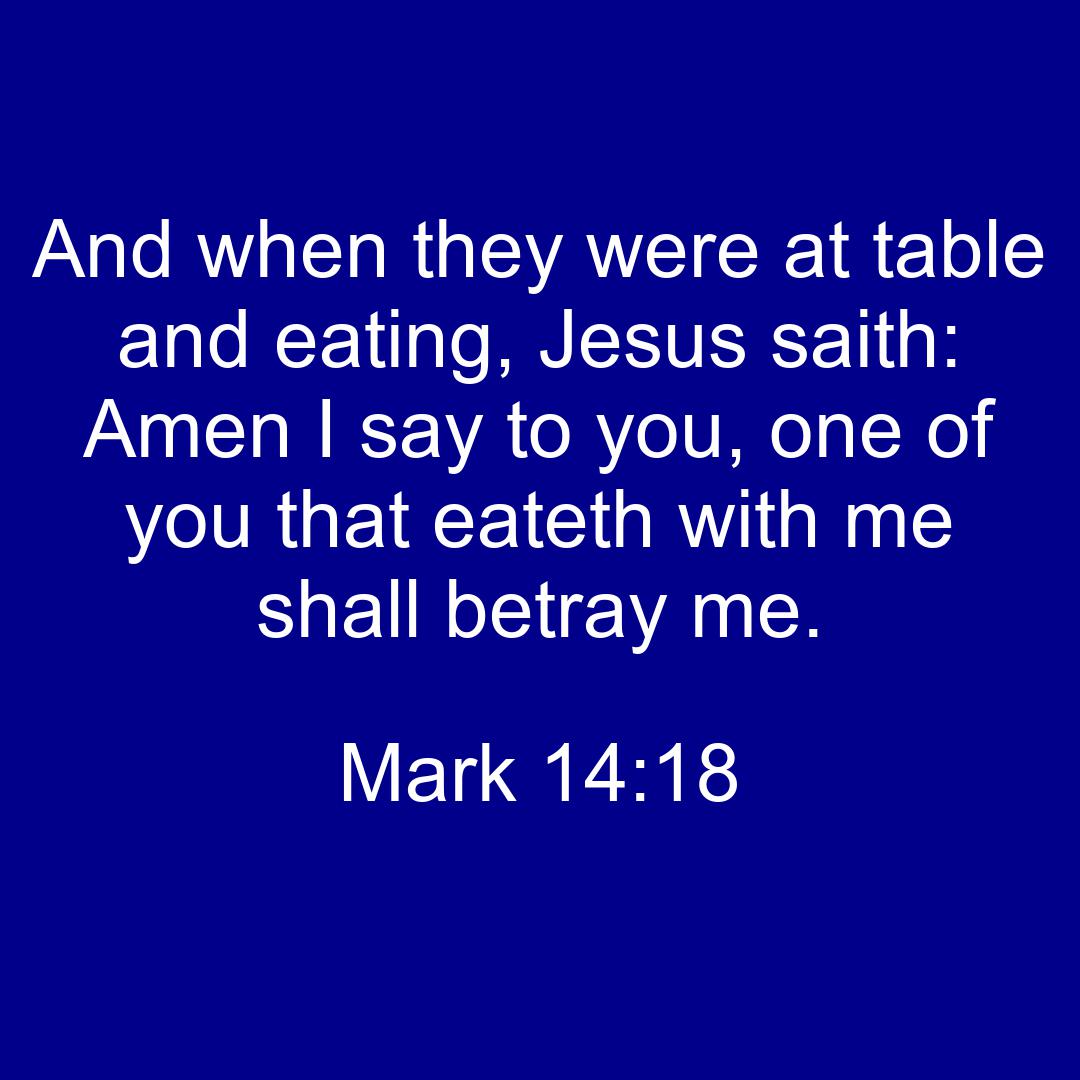 And when they were at table
and eating, Jesus saith:
Amen I say to you, one of
you that eateth with me
shall betray me.
Mark 14:18